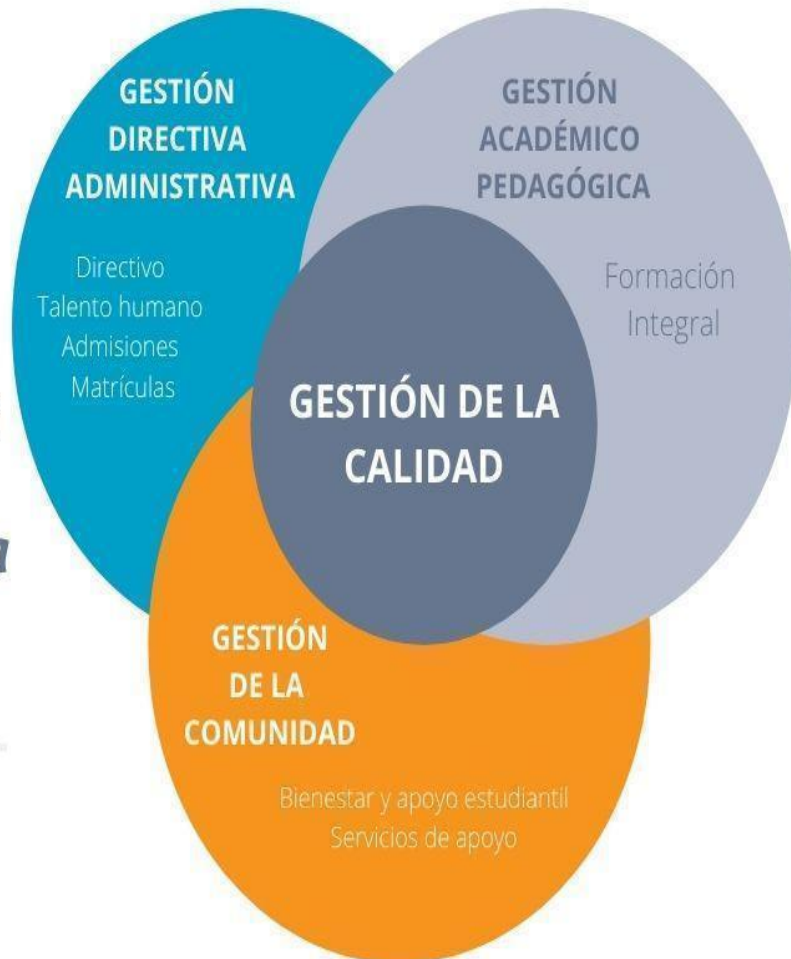 GESTIÓN
DIRECTIVA
ADMINISTRATIVA
Directivo
Talento humano
Admisiones
Matrículas
GESTIÓN
ACADÉMICO
PEDAGÓGICA
Formación
Integral
GESTIÓN DE LA
CALIDAD
GESTIÓN
DE LA
COMUNIDAD
Bienestar y apoyo estudiantil
Servicios de apoyo